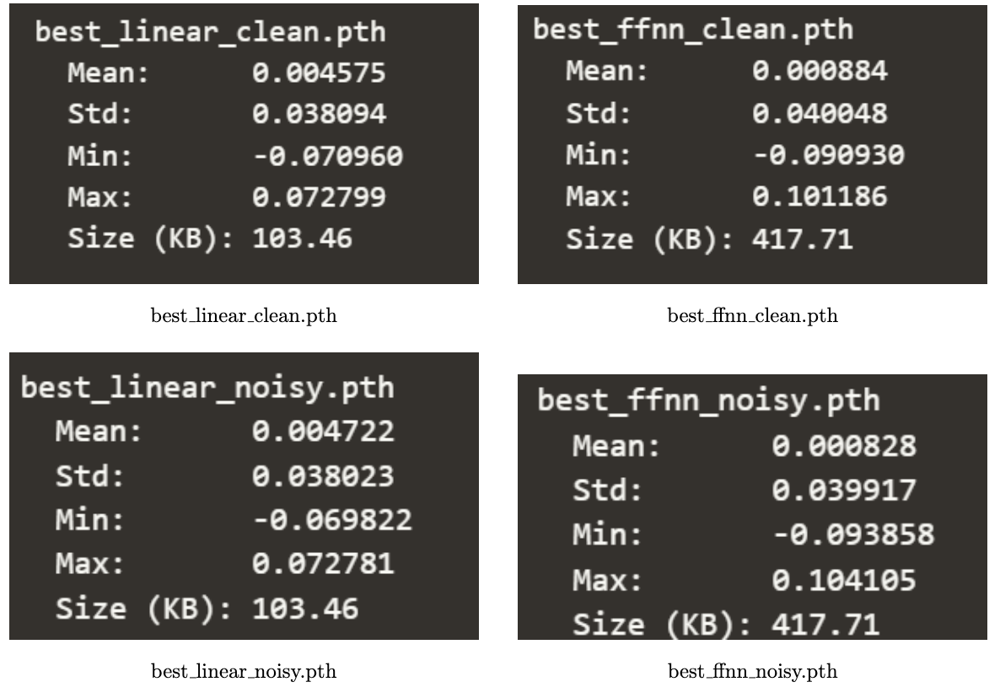 best_linear_clean.pth
Mean: 0.004575
Std: 0.038094
Min: -0.070960
Max: 0.072799
Size (KB): 103.46
best_linear_clean.pth
best_ffnn_clean.pth
Mean: 0.000884
Std: 0.040048
Min: -0.090930
Max: 0.101186
Size (KB): 417.71
best_ffnn_clean.pth
best_linear_noisy.pth
Mean: 0.004722
Std: 0.038023
Min: -0.069822
Max: 0.072781
Size (KB): 103.46
best_linear_noisy.pth
best_ffnn_noisy.pth
Mean: 0.000828
Std: 0.039917
Min: -0.093858
Max: 0.104105
Size (KB): 417.71
best_ffnn_noisy.pth